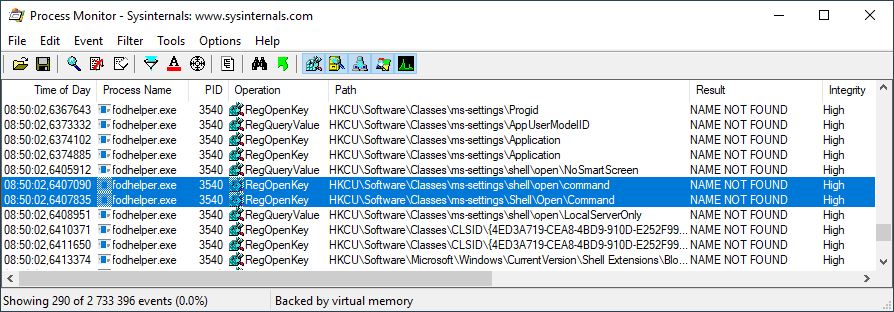 Process Monitor - Sysinternals: www.sysinternals.com
File Edit Event Filter Tools Options Help
Time of Day Process Name PID Operation Path Result Integrity
08:50:02,6367643 fodhelper.exe 3540 RegOpenKey HKCU\Software\Classes\ms-settings\Progid NAME NOT FOUND High
08:50:02,6373332 fodhelper.exe 3540 RegQueryValue HKCU\Software\Classes\ms-settings\AppUserModelID NAME NOT FOUND High
08:50:02,6374102 fodhelper.exe 3540 RegOpenKey HKCU\Software\Classes\ms-settings\Application NAME NOT FOUND High
08:50:02,6374885 fodhelper.exe 3540 RegOpenKey HKCU\Software\Classes\ms-settings\Application NAME NOT FOUND High
08:50:02,6405912 fodhelper.exe 3540 RegQueryValue HKCU\Software\Classes\ms-settings\shell\open\NoSmartScreen NAME NOT FOUND High
08:50:02,6407090 fodhelper.exe 3540 RegOpenKey HKCU\Software\Classes\ms-settings\shell\open\command NAME NOT FOUND High
08:50:02,6407835 fodhelper.exe 3540 RegOpenKey HKCU\Software\Classes\ms-settings\Shell\Open\Command NAME NOT FOUND High
08:50:02,6408951 fodhelper.exe 3540 RegQueryValue HKCU\Software\Classes\ms-settings\shell\open\LocalServerOnly NAME NOT FOUND High
08:50:02,6410371 fodhelper.exe 3540 RegOpenKey HKCU\Software\Classes\CLSID\{4ED3A719-CEA8-4BD9-910D-E252F99... NAME NOT FOUND High
08:50:02,6411650 fodhelper.exe 3540 RegOpenKey HKCU\Software\Classes\CLSID\{4ED3A719-CEA8-4BD9-910D-E252F99... NAME NOT FOUND High
08:50:02,6413374 fodhelper.exe 3540 RegOpenKey HKCU\Software\Microsoft\Windows\CurrentVersion\Shell Extensions\Blo... NAME NOT FOUND High
Showing 290 of 2 733 396 events (0.0%) Backed by virtual memory